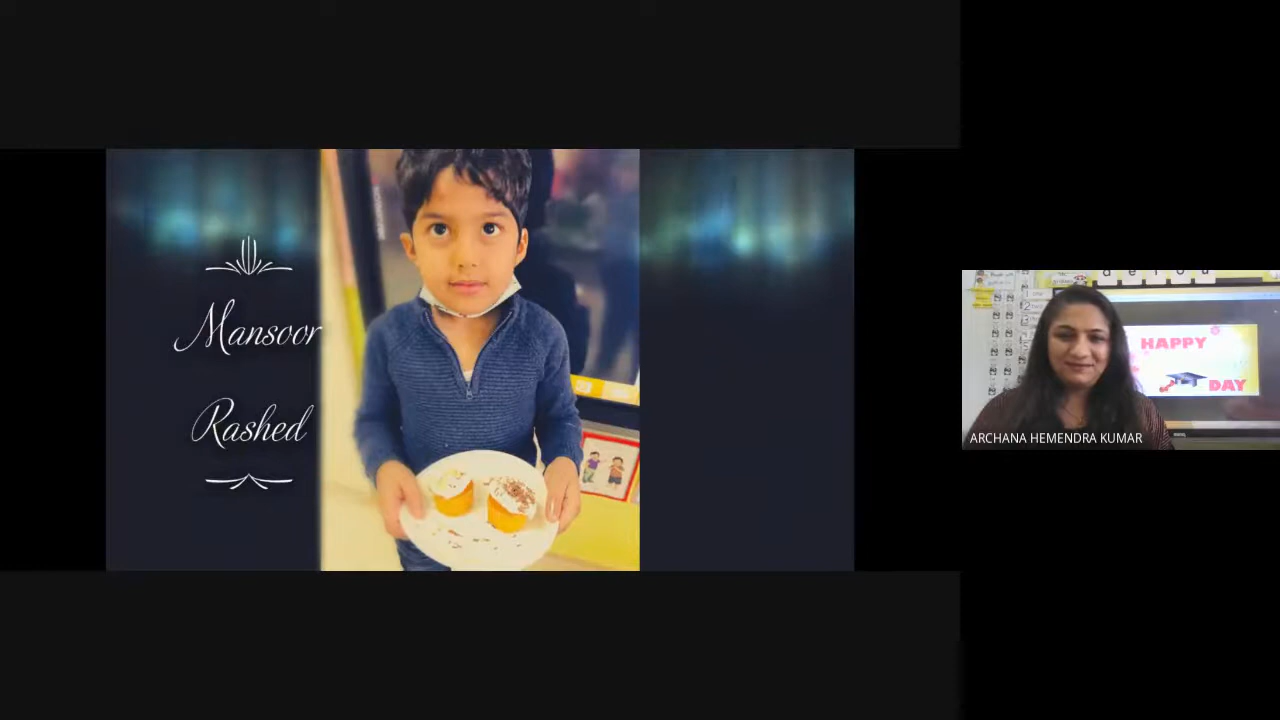 Mansoor
Rashed
a e i o u
HAPPY
DAY
ARCHANA HEMENDRA KUMAR